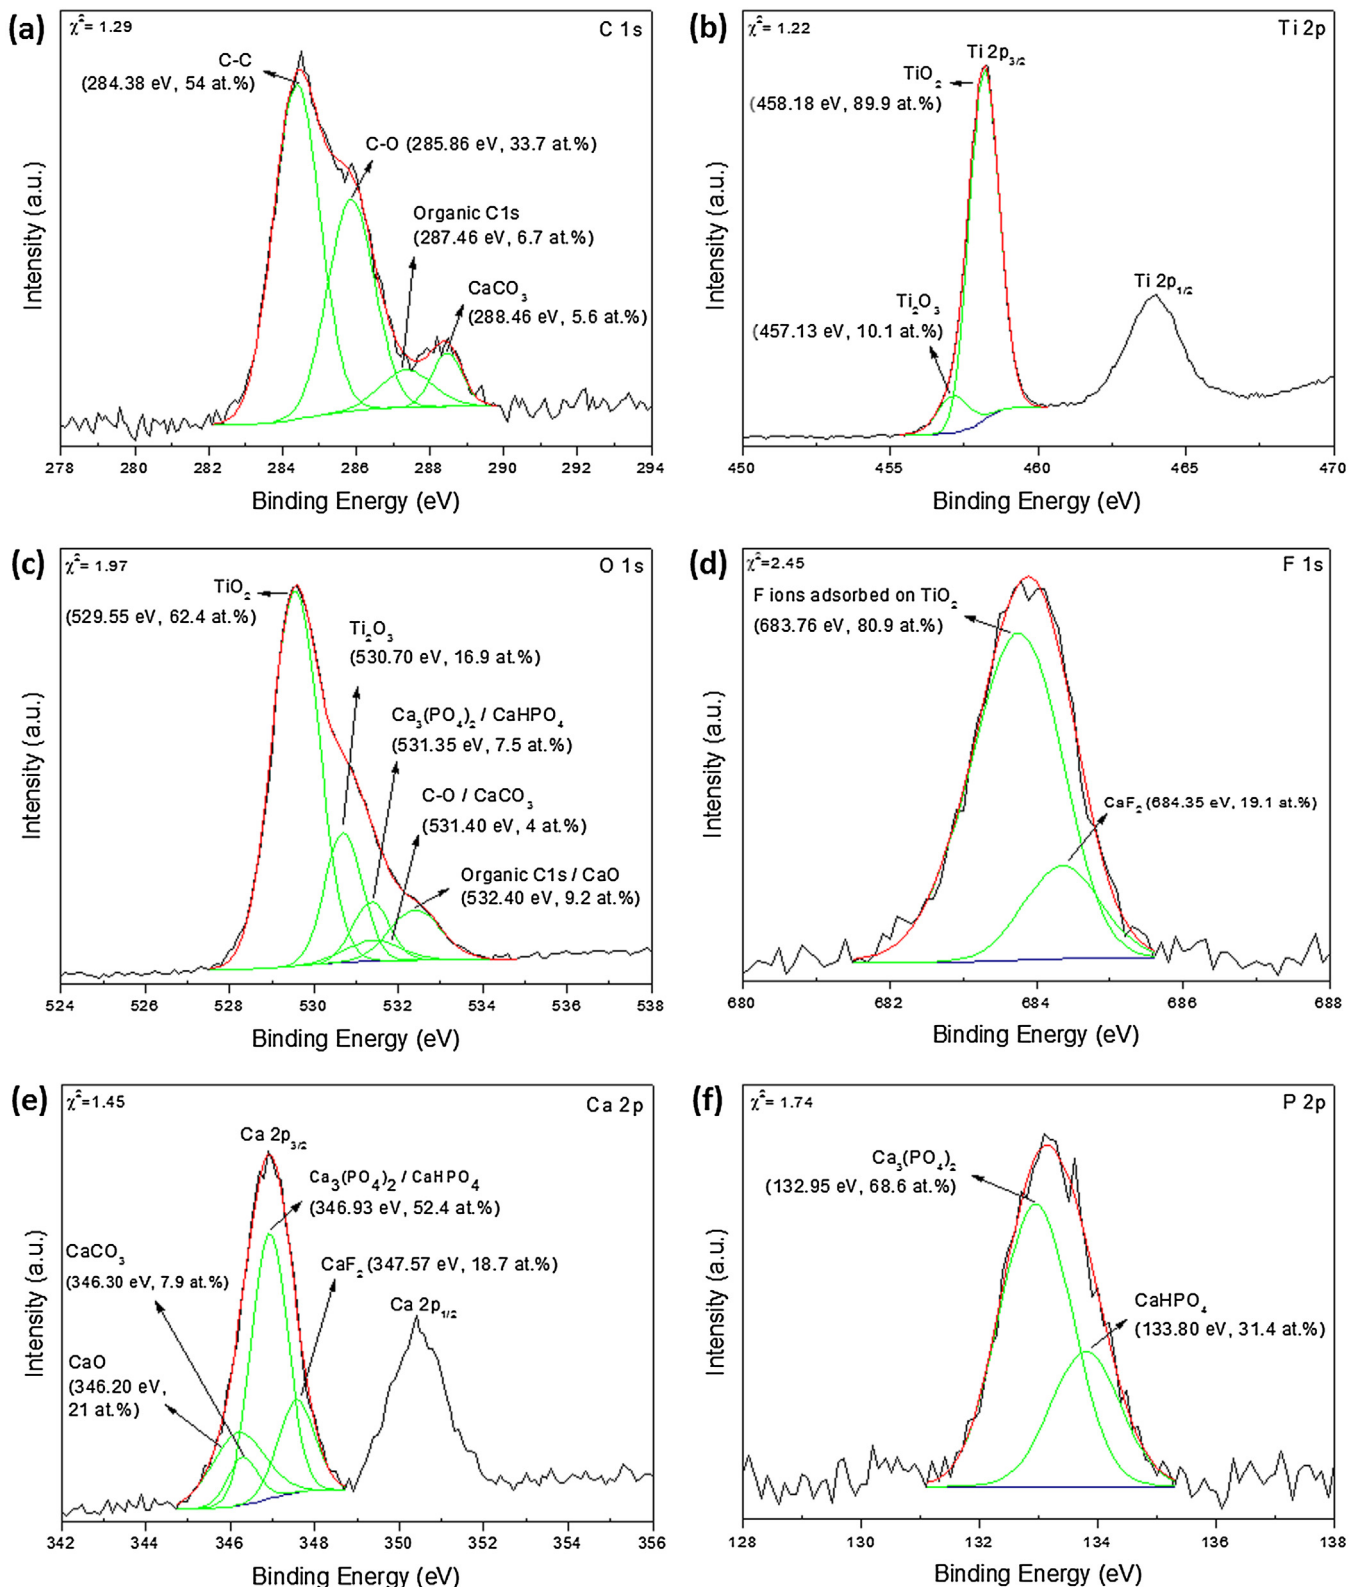 (a)
χ²= 1.29
C 1s
C-C
(284.38 eV, 54 at.%)
C-O (285.86 eV, 33.7 at.%)
Organic C1s
(287.46 eV, 6.7 at.%)
CaCO₃
(288.46 eV, 5.6 at.%)
Intensity (a.u.)
278 280 282 284 286 288 290 292 294
Binding Energy (eV)
(b)
χ²= 1.22
Ti 2p
Ti 2p₃/₂
TiO₂
(458.18 eV, 89.9 at.%)
Ti 2p₁/₂
Ti₂O₃
(457.13 eV, 10.1 at.%)
Intensity (a.u.)
450 455 460 465 470
Binding Energy (eV)
(c)
χ²= 1.97
O 1s
TiO₂
(529.55 eV, 62.4 at.%)
Ti₂O₃
(530.70 eV, 16.9 at.%)
Ca₃(PO₄)₂ / CaHPO₄
(531.35 eV, 7.5 at.%)
C-O / CaCO₃
(531.40 eV, 4 at.%)
Organic C1s / CaO
(532.40 eV, 9.2 at.%)
Intensity (a.u.)
524 526 528 530 532 534 536 538
Binding Energy (eV)
(d)
χ²=2.45
F 1s
F ions adsorbed on TiO₂
(683.76 eV, 80.9 at.%)
CaF₂ (684.35 eV, 19.1 at.%)
Intensity (a.u.)
680 682 684 686 688
Binding Energy (eV)
(e)
χ²=1.45
Ca 2p
Ca 2p₃/₂
Ca₃(PO₄)₂ / CaHPO₄
(346.93 eV, 52.4 at.%)
CaCO₃
(346.30 eV, 7.9 at.%)
CaF₂ (347.57 eV, 18.7 at.%)
Ca 2p₁/₂
CaO
(346.20 eV,
21 at.%)
Intensity (a.u.)
342 344 346 348 350 352 354 356
Binding Energy (eV)
(f)
χ²= 1.74
P 2p
Ca₃(PO₄)₂
(132.95 eV, 68.6 at.%)
CaHPO₄
(133.80 eV, 31.4 at.%)
Intensity (a.u.)
128 130 132 134 136 138
Binding Energy (eV)